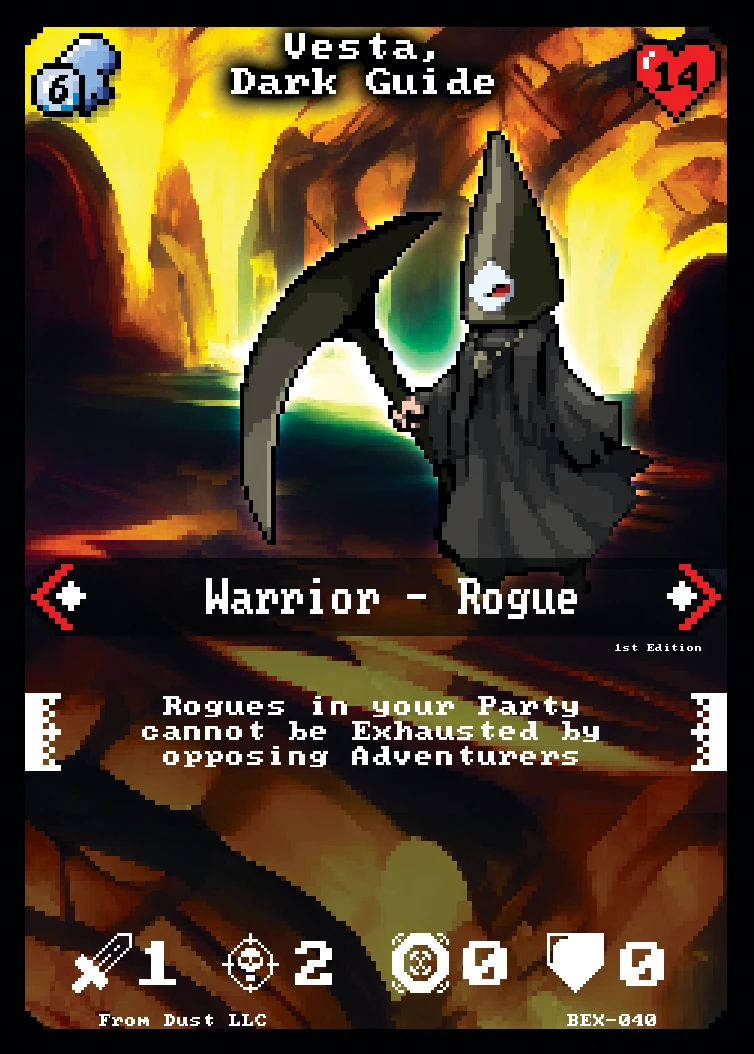 Vesta,
Dark Guide
6
14
Warrior - Rogue
1st Edition
Rogues in your Party
cannot be Exhausted by
opposing Adventurers
1 2 0 0
From Dust LLC BEX-040